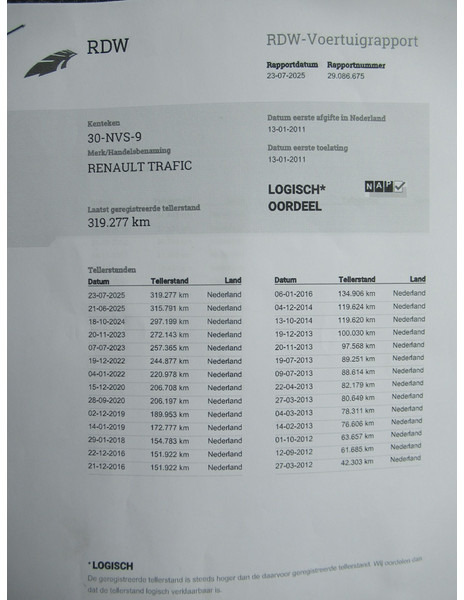 RDW
RDW-Voertuigrapport
Rapportdatum Rapportnummer
23-07-2025 29.086.675
Kenteken
30-NVS-9
Merk/Handelsbenaming
RENAULT TRAFIC
Datum eerste afgifte in Nederland
13-01-2011
Datum eerste toelating
13-01-2011
Laatst geregistreerde tellerstand
319.277 km
LOGISCH* NAP
OORDEEL
Tellerstanden
Datum Tellerstand Land
23-07-2025 319.277 km Nederland
21-06-2025 315.791 km Nederland
18-10-2024 297.199 km Nederland
20-11-2023 272.143 km Nederland
07-07-2023 257.365 km Nederland
19-12-2022 244.877 km Nederland
04-01-2022 220.978 km Nederland
15-12-2020 206.708 km Nederland
28-09-2020 206.197 km Nederland
02-12-2019 189.953 km Nederland
14-01-2019 172.777 km Nederland
29-01-2018 154.783 km Nederland
22-12-2016 151.922 km Nederland
21-12-2016 151.922 km Nederland
Datum Tellerstand Land
06-01-2016 134.906 km Nederland
04-12-2014 119.624 km Nederland
13-10-2014 119.620 km Nederland
19-12-2013 100.030 km Nederland
20-11-2013 97.568 km Nederland
19-07-2013 89.251 km Nederland
09-07-2013 88.614 km Nederland
22-04-2013 82.179 km Nederland
27-03-2013 80.649 km Nederland
04-03-2013 78.311 km Nederland
14-02-2013 76.606 km Nederland
01-10-2012 63.657 km Nederland
12-09-2012 61.685 km Nederland
27-03-2012 42.303 km Nederland
* LOGISCH
De geregistreerde tellerstand is steeds hoger dan de daarvoor geregistreerde tellerstand. Wij oordelen dan
dat de tellerstand logisch verklaarbaar is.